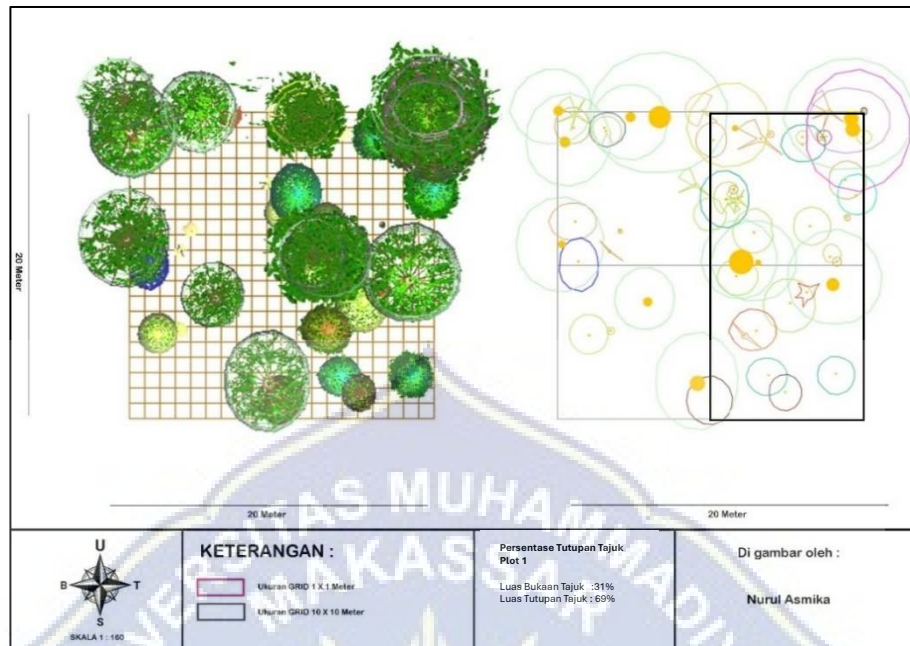 20 Meter
20 Meter
20 Meter
U
B
T
S
SKALA 1 : 160
KETERANGAN :
Ukuran GRID 1 X 1 Meter
Ukuran GRID 10 X 10 Meter
Persentase Tutupan Tajuk
Plot 1
Luas Bukaan Tajuk :31%
Luas Tutupan Tajuk : 69%
Di gambar oleh :
Nurul Asmika
MUHAMMADI